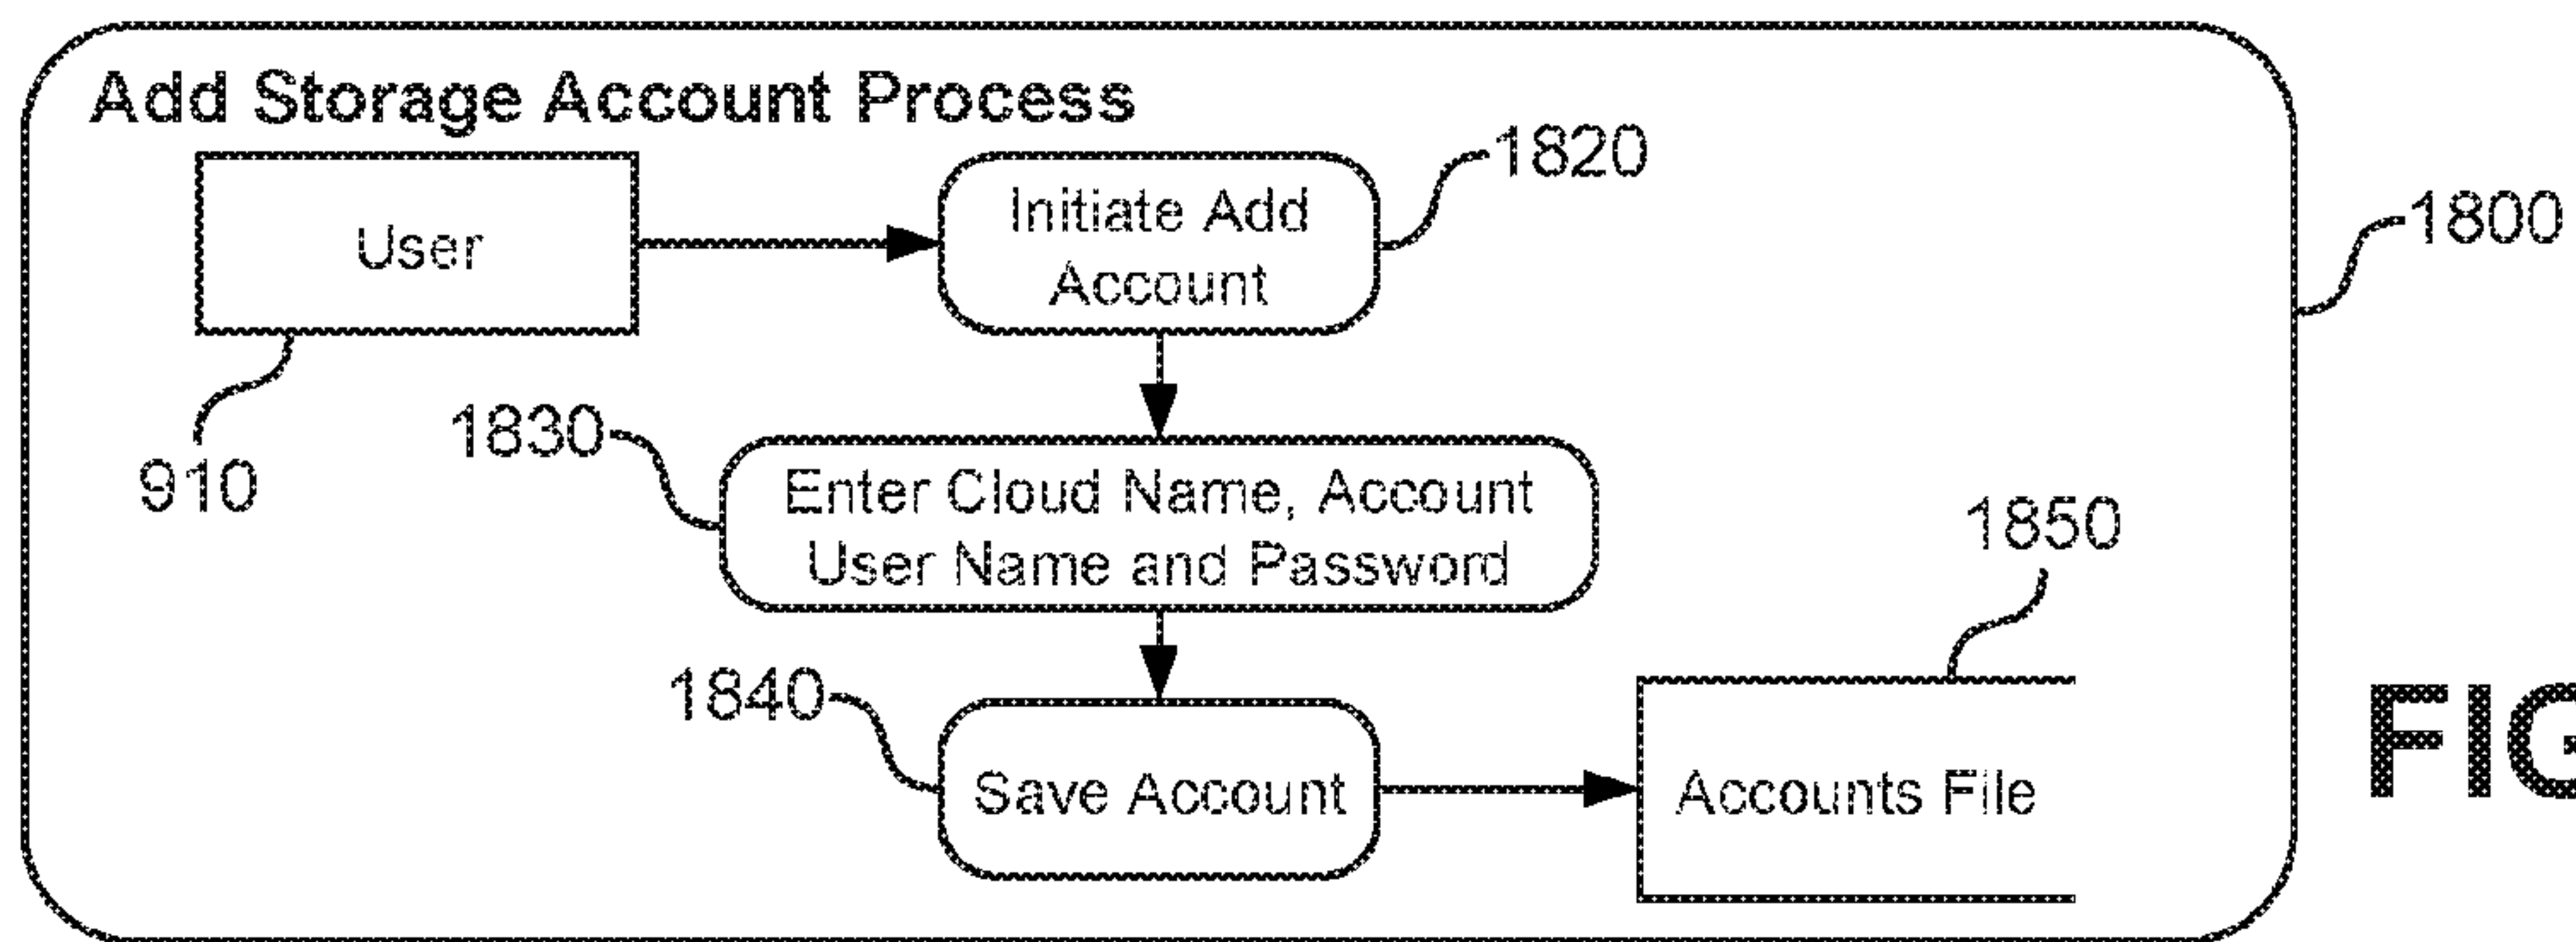 Add Storage Account Process
1820
Initiate Add
Account
1800
User
910
1830
Enter Cloud Name, Account
User Name and Password
1850
1840
Save Account
Accounts File
FIG